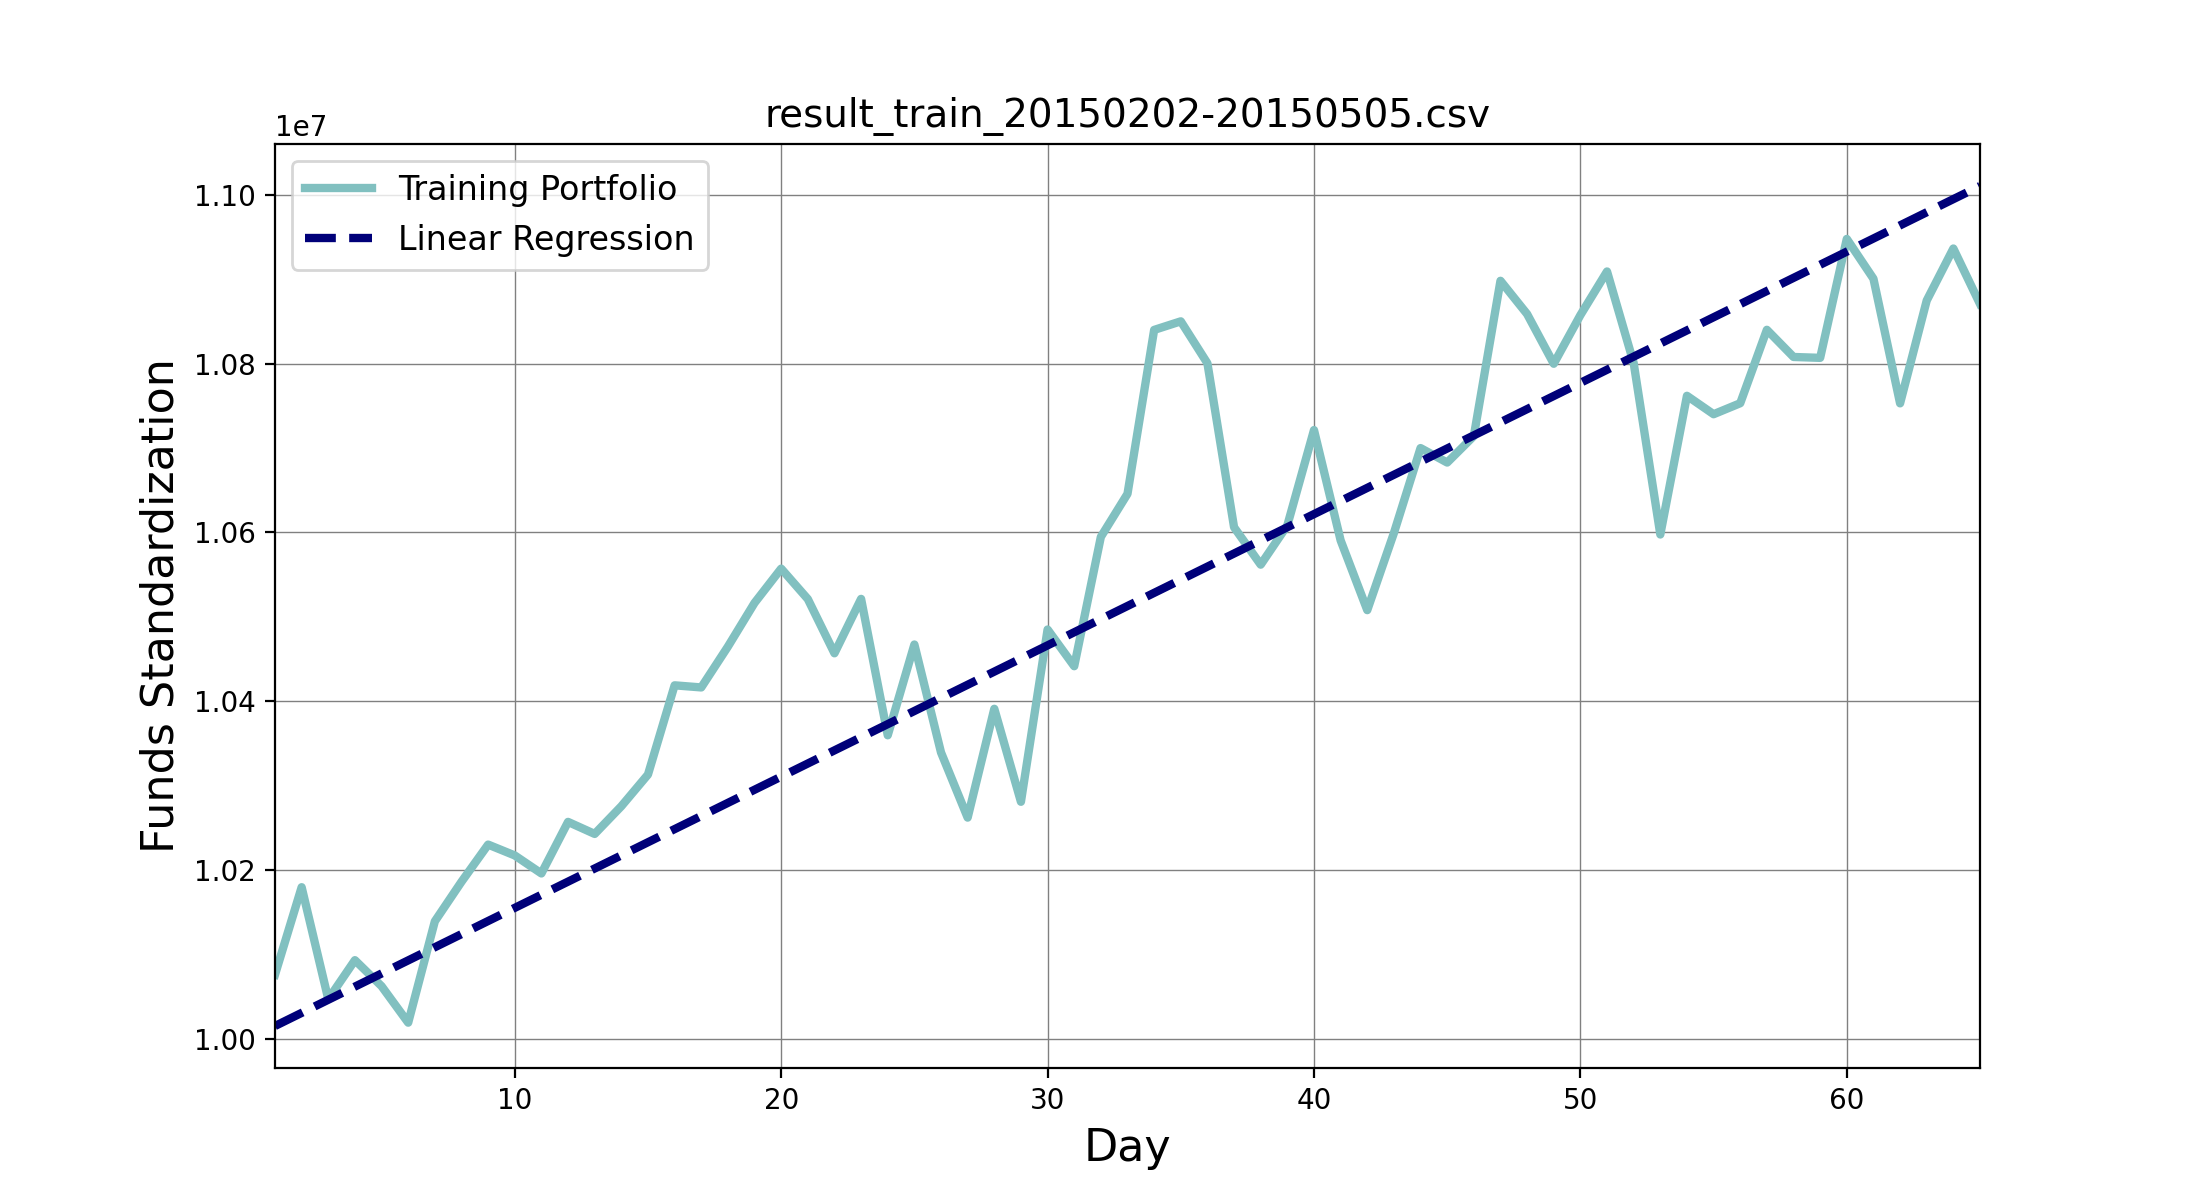 result_train_20150202-20150505.csv
1e7
Training Portfolio
Linear Regression
1.10
1.08
1.06
1.04
1.02
1.00
Funds Standardization
10 20 30 40 50 60
Day